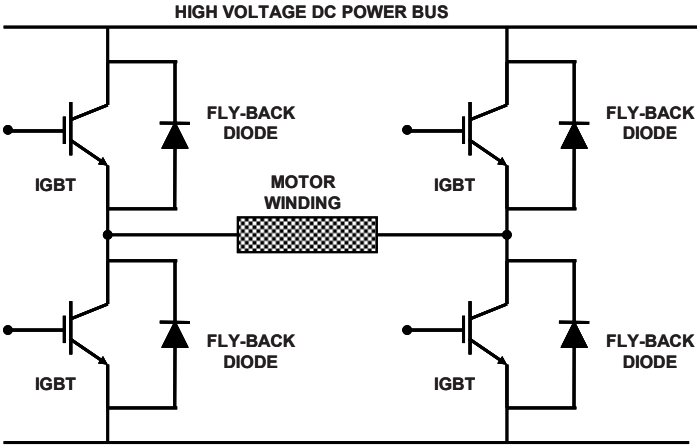 HIGH VOLTAGE DC POWER BUS
FLY-BACK
DIODE
FLY-BACK
DIODE
IGBT
IGBT
MOTOR
WINDING
FLY-BACK
DIODE
FLY-BACK
DIODE
IGBT
IGBT